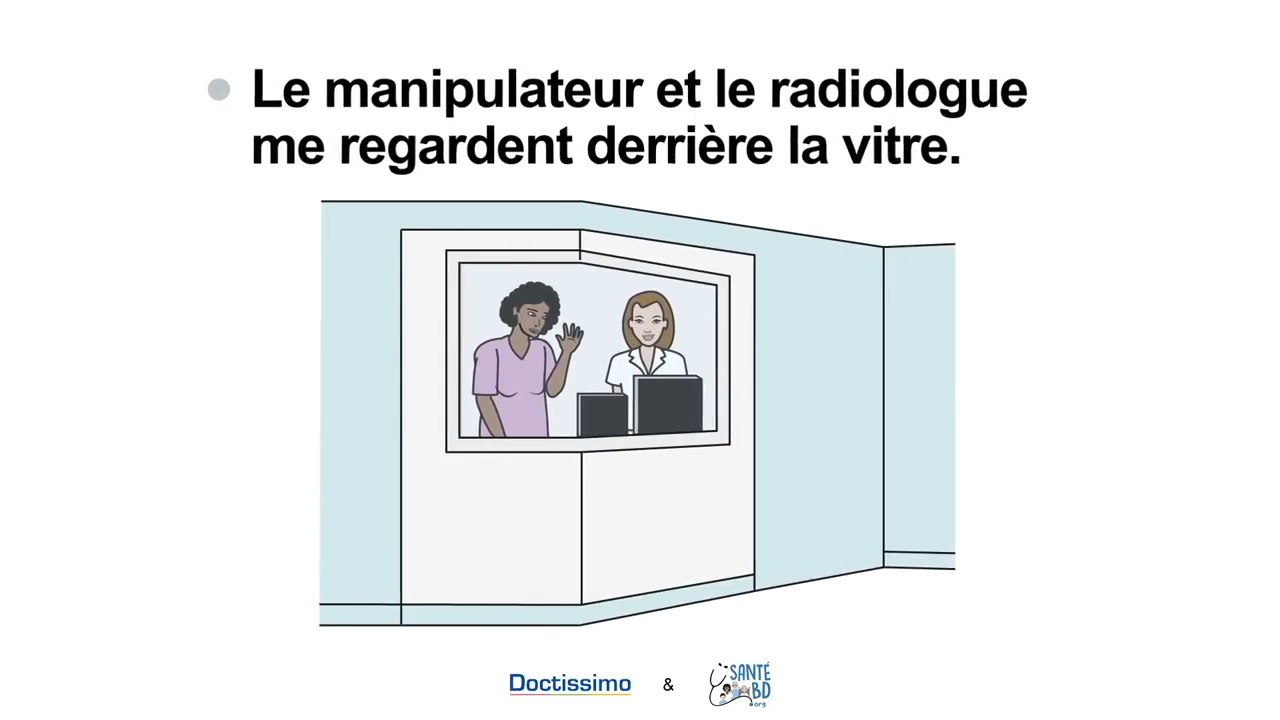 Le manipulateur et le radiologue
me regardent derrière la vitre.
Doctissimo & SANTÉ BD .org